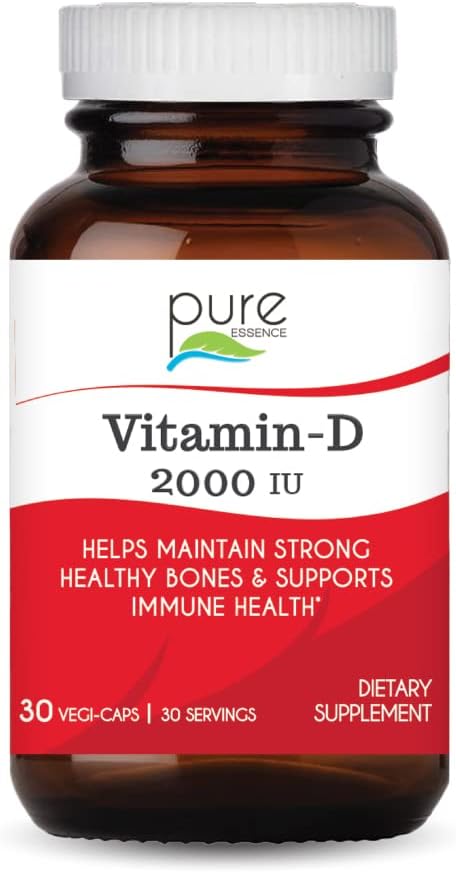 pure
ESSENCE
Vitamin-D
2000 IU
HELPS MAINTAIN STRONG
HEALTHY BONES & SUPPORTS
IMMUNE HEALTH*
30 VEGI-CAPS | 30 SERVINGS
DIETARY
SUPPLEMENT